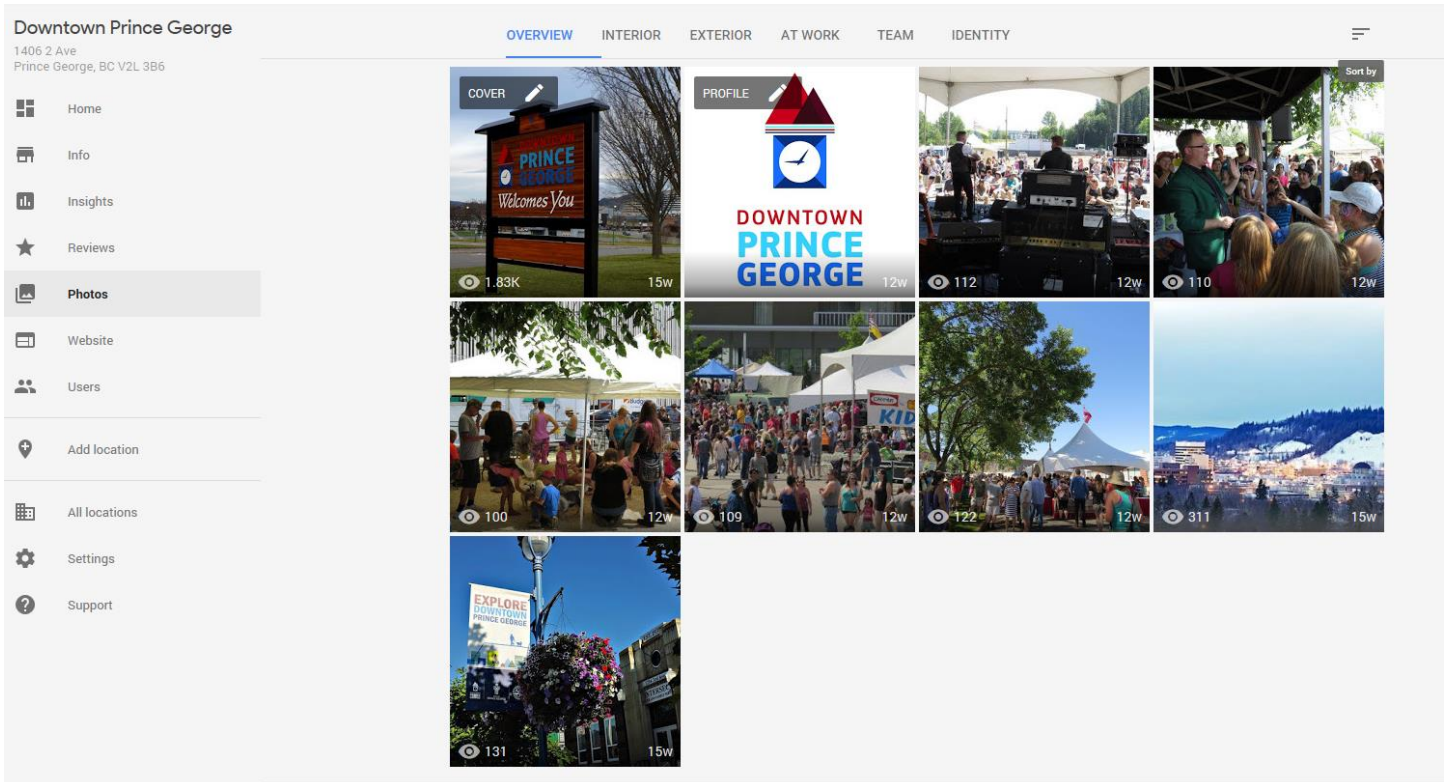 Downtown Prince George
1406 2 Ave
Prince George, BC V2L 3B6
Home
Info
Insights
Reviews
Photos
Website
Users
Add location
All locations
Settings
Support
OVERVIEW INTERIOR EXTERIOR AT WORK TEAM IDENTITY
Sort by
COVER
DOWNTOWN
PRINCE
GEORGE
Welcomes You
1.83K 15w
PROFILE
DOWNTOWN
PRINCE
GEORGE
12w
112 12w
110 12w
100 12w
KID
109 12w
122 12w
311 15w
EXPLORE
DOWNTOWN
PRINCE GEORGE
131 15w